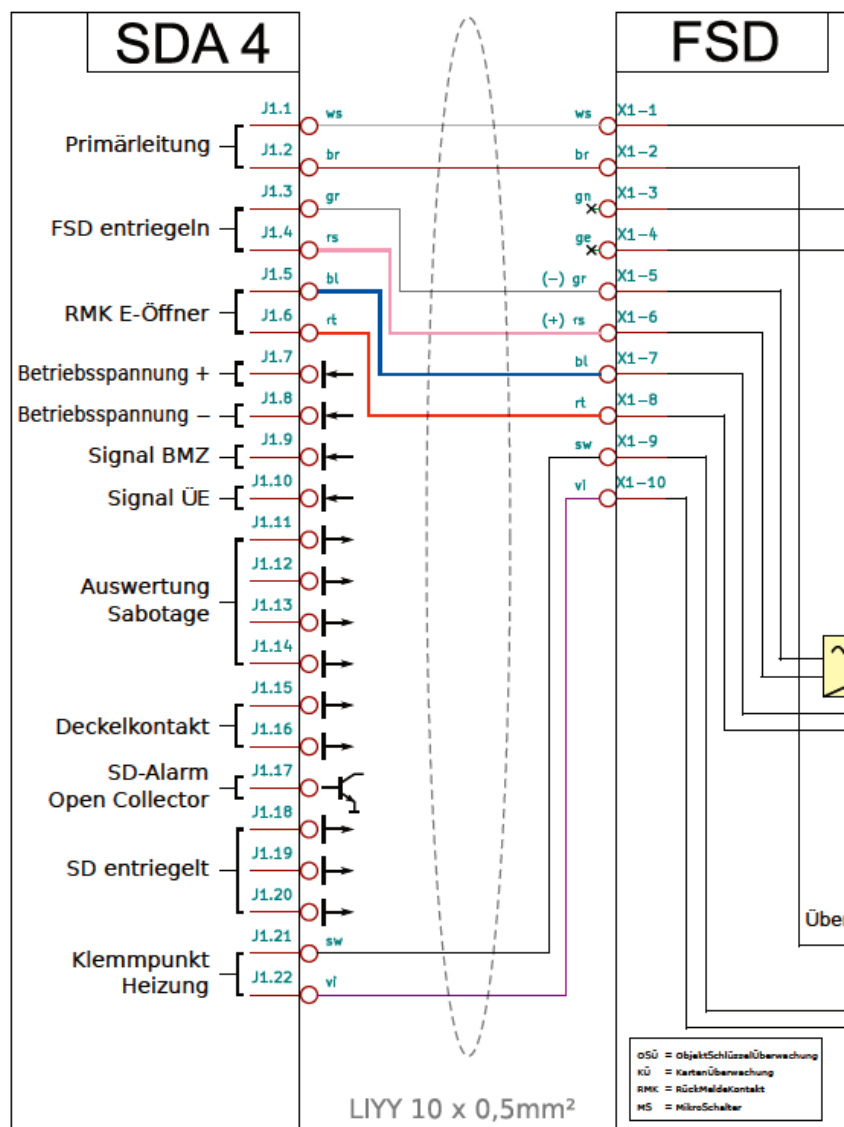 SDA 4
FSD
J1.1
ws
ws
X1-1
Primärleitung
J1.2
br
br
X1-2
J1.3
gr
gn
X1-3
FSD entriegeln
J1.4
rs
ge
X1-4
J1.5
bl
(-) gr
X1-5
RMK E-Öffner
J1.6
rt
(+) rs
X1-6
J1.7
bl
X1-7
Betriebsspannung +
J1.8
rt
X1-8
Betriebsspannung −
J1.9
sw
X1-9
Signal BMZ
J1.10
vi
X1-10
Signal ÜE
J1.11
J1.12
Auswertung
Sabotage
J1.13
J1.14
J1.15
Deckelkontakt
J1.16
SD-Alarm
Open Collector
J1.17
J1.18
SD entriegelt
J1.19
J1.20
Über
J1.21
sw
Klemmpunkt
Heizung
J1.22
vi
OSÜ = ObjektSchlüsselÜberwachung
KÜ = KartenÜberwachung
RMK = RückMeldeKontakt
MS = MikroSchalter
LIYY 10 x 0,5mm²